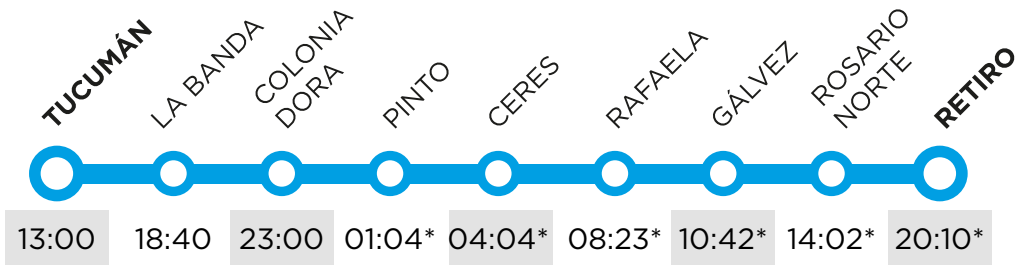 TUCUMÁN
LA BANDA
COLONIA
DORA
PINTO
CERES
RAFAELA
GÁLVEZ
ROSARIO
NORTE
RETIRO
13:00 18:40 23:00 01:04* 04:04* 08:23* 10:42* 14:02* 20:10*